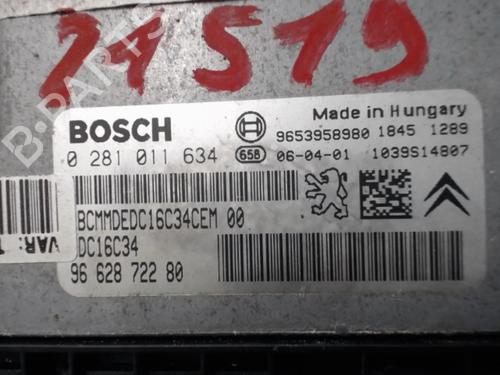 21519
B-PARTS
BOSCH
Made in Hungary
9653958980 1845 1289
0 281 011 634 658 06-04-01 1039S14807
BCMMDEDC16C34CEM 00
DC16C34
VAR: 1
96 628 722 80